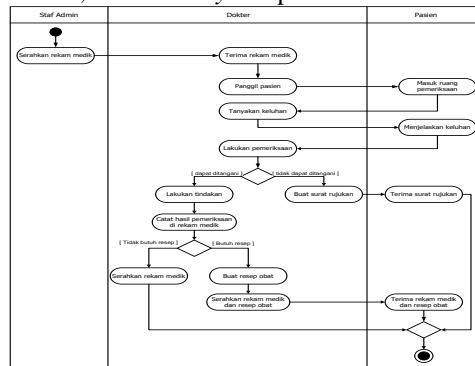 Staf Admin
Dokter
Pasien
Serahkan rekam medik
Terima rekam medik
Panggil pasien
Masuk ruang
pemeriksaan
Tanyakan keluhan
Menjelaskan keluhan
Lakukan pemeriksaan
[ dapat ditangani ]
[ tidak dapat ditangani ]
Lakukan tindakan
Buat surat rujukan
Terima surat rujukan
Catat hasil pemeriksaan
di rekam medik
[ Tidak butuh resep ]
[ Butuh resep ]
Serahkan rekam medik
Buat resep obat
Serahkan rekam medik
dan resep obat
Terima rekam medik
dan resep obat